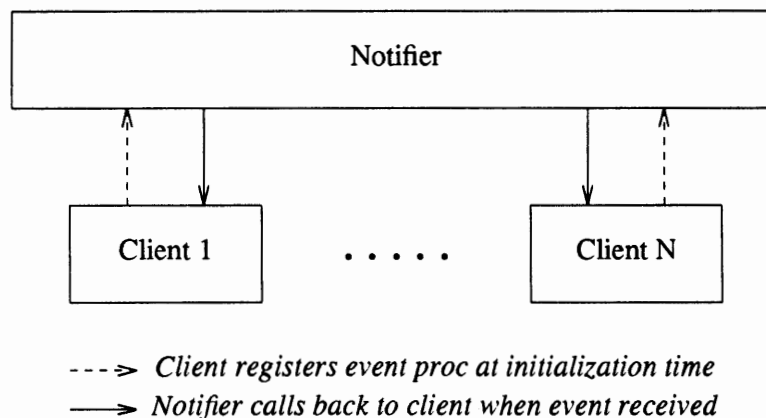 Notifier
Client 1
. . . . .
Client N
Client registers event proc at initialization time
Notifier calls back to client when event received